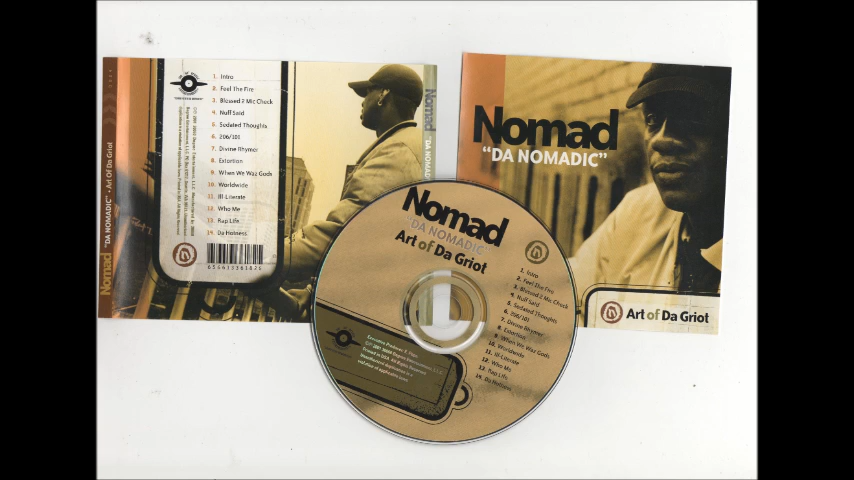 Nomad "DA NOMADIC" • Art Of Da Griot
1. Intro
2. Feel The Fire
3. Blessed 2 Mic Check
4. Nuff Said
5. Sedated Thoughts
6. 206/101
7. Divine Rhymer
8. Extortion
9. When We Waz Gods
10. Worldwide
11. Ill Literate
12. Who Me
13. Rap Life
14. Da Holness
Nomad "DA NOMADIC"
Nomad
"DA NOMADIC"
Art of Da Griot
Nomad
"DA NOMADIC"
Art of Da Griot
1. Intro
2. Feel The Fire
3. Blessed 2 Mic Check
4. Nuff Said
5. Sedated Thoughts
6. 206/101
7. Divine Rhymer
8. Extortion
9. When We Waz Gods
10. Worldwide
11. Ill Literate
12. Who Me
13. Rap Life
14. Da Holness